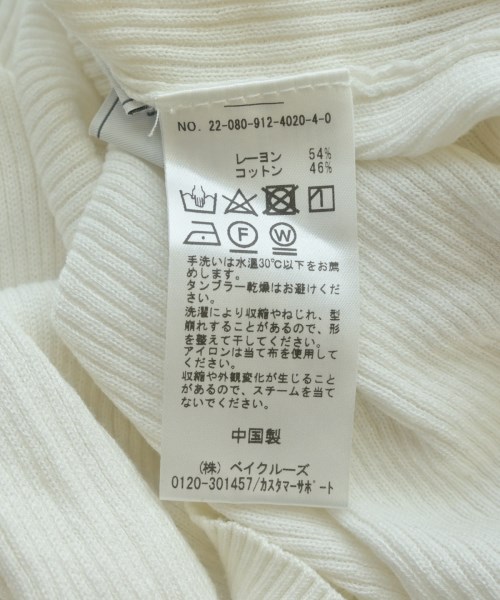 NO. 22-080-912-4020-4-0
レーヨン 54%
コットン 46%
F W
手洗いは水温30℃以下をお薦
めします。
タンブラー乾燥はお避けくだ
さい。
洗濯により収縮やねじれ、型
崩れすることがあるので、形
を整えて干してください。
アイロンは当て布を使用して
ください。
収縮や外観変化が生じること
があるので、スチームを当て
ないでください。
中国製
(株) ベイクルーズ
0120-301457/カスタマーサポート